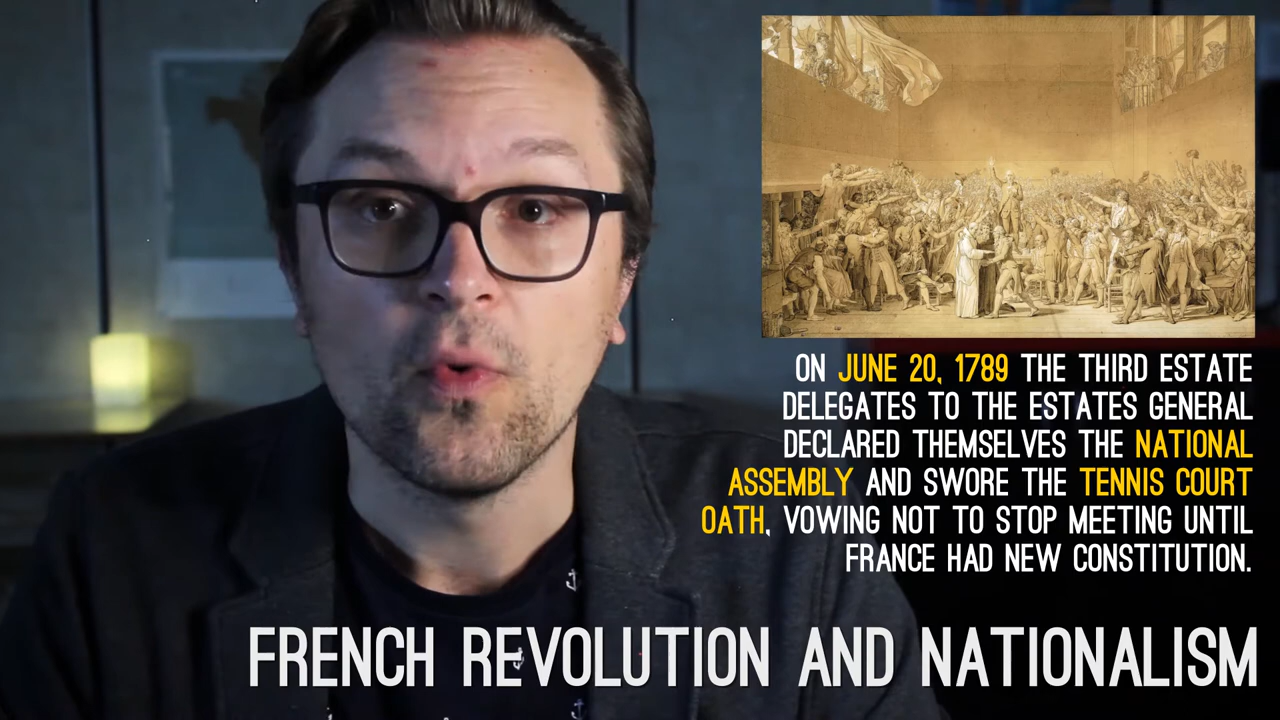 ON JUNE 20, 1789 THE THIRD ESTATE
DELEGATES TO THE ESTATES GENERAL
DECLARED THEMSELVES THE NATIONAL
ASSEMBLY AND SWORE THE TENNIS COURT
OATH, VOWING NOT TO STOP MEETING UNTIL
FRANCE HAD NEW CONSTITUTION.
FRENCH REVOLUTION AND NATIONALISM